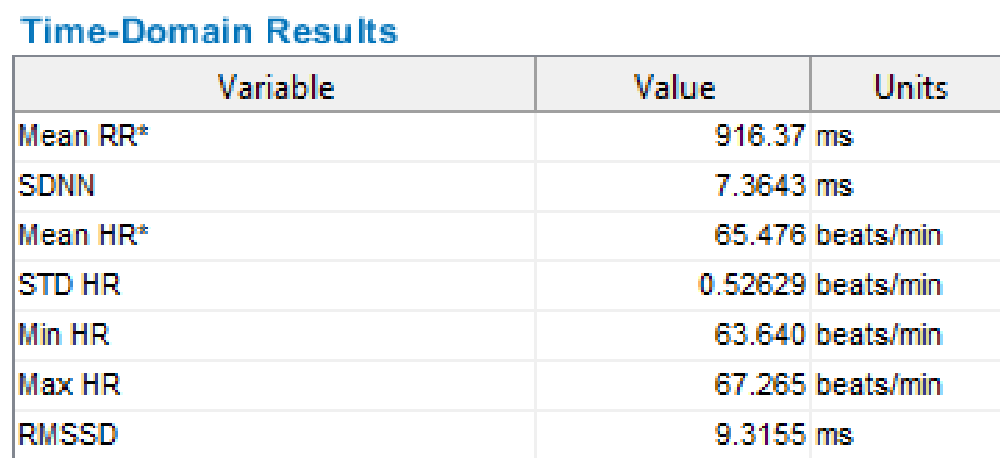 Time-Domain Results
Variable Value Units
Mean RR* 916.37 ms
SDNN 7.3643 ms
Mean HR* 65.476 beats/min
STD HR 0.52629 beats/min
Min HR 63.640 beats/min
Max HR 67.265 beats/min
RMSSD 9.3155 ms